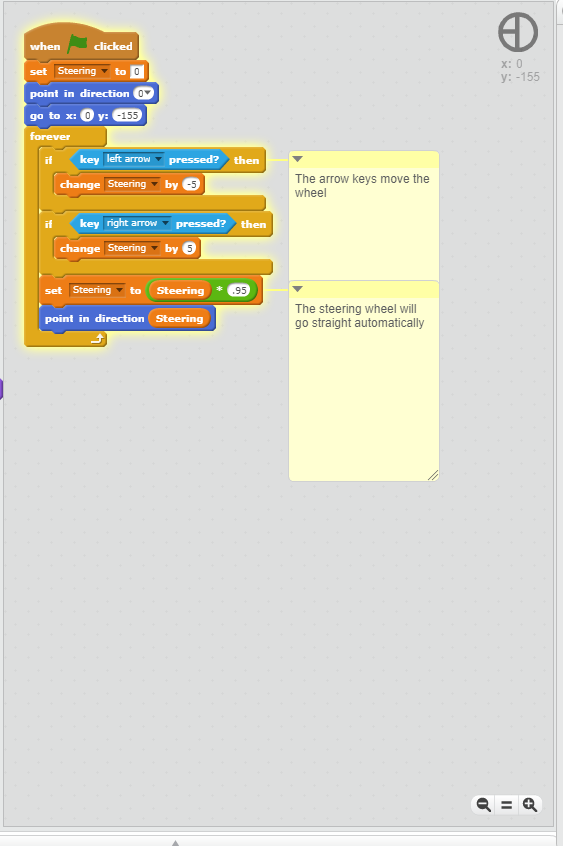 when clicked
set Steering to 0
point in direction 0
go to x: 0 y: -155
forever
if key left arrow pressed? then
change Steering by -5
if key right arrow pressed? then
change Steering by 5
set Steering to Steering * .95
point in direction Steering
The arrow keys move the
wheel
The steering wheel will
go straight automatically
x: 0
y: -155